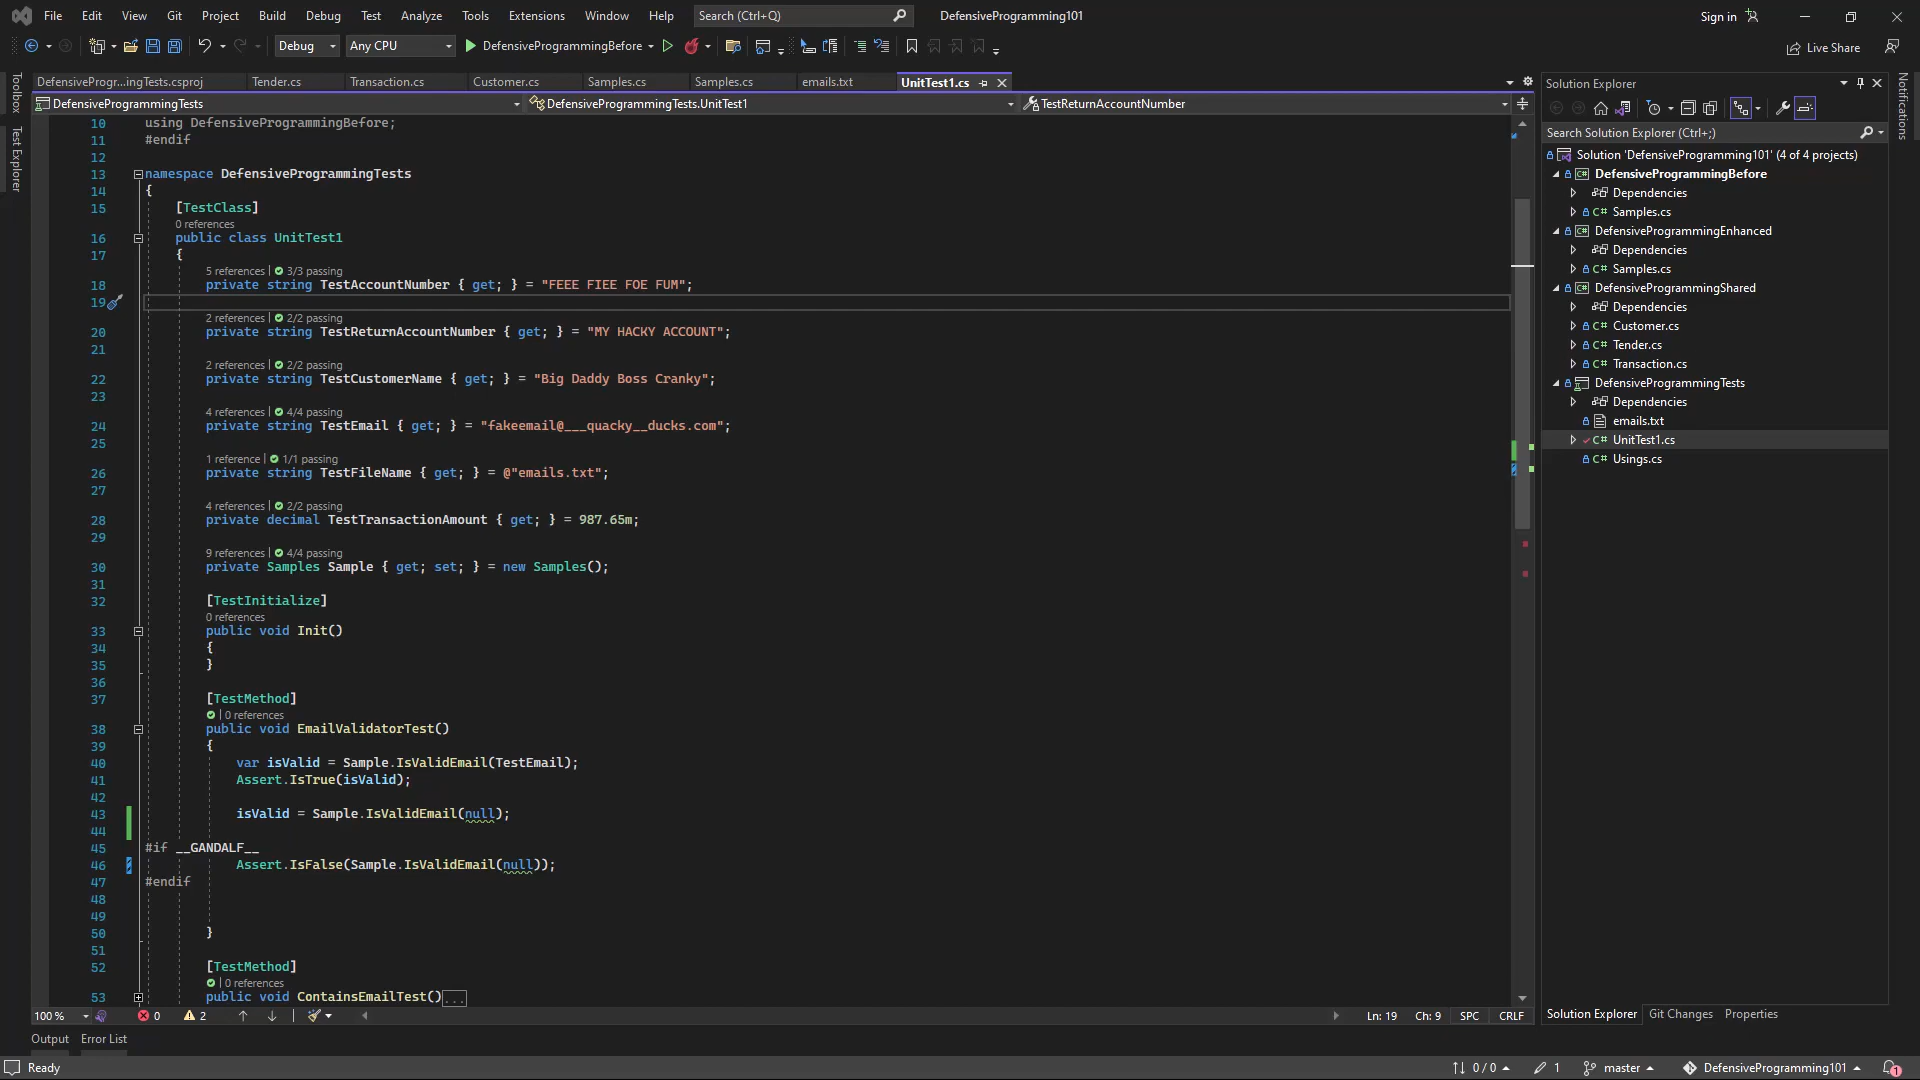 File Edit View Git Project Build Debug Test Analyze Tools Extensions Window Help Search (Ctrl+Q) DefensiveProgramming101 Sign in
Debug Any CPU DefensiveProgrammingBefore Live Share
DefensiveProgr...ingTests.csproj Tender.cs Transaction.cs Customer.cs Samples.cs Samples.cs emails.txt UnitTest1.cs
DefensiveProgrammingTests DefensiveProgrammingTests.UnitTest1 TestReturnAccountNumber
Toolbox
Test Explorer
10 using DefensiveProgrammingBefore;
11 #endif
12
13 namespace DefensiveProgrammingTests
14 {
15 [TestClass]
0 references
16 public class UnitTest1
17 {
5 references | 3/3 passing
18 private string TestAccountNumber { get; } = "FEEE FIEE FOE FUM";
19
2 references | 2/2 passing
20 private string TestReturnAccountNumber { get; } = "MY HACKY ACCOUNT";
21
2 references | 2/2 passing
22 private string TestCustomerName { get; } = "Big Daddy Boss Cranky";
23
4 references | 4/4 passing
24 private string TestEmail { get; } = "fakeemail@___quacky__ducks.com";
25
1 reference | 1/1 passing
26 private string TestFileName { get; } = @"emails.txt";
27
4 references | 2/2 passing
28 private decimal TestTransactionAmount { get; } = 987.65m;
29
9 references | 4/4 passing
30 private Samples Sample { get; set; } = new Samples();
31
32 [TestInitialize]
0 references
33 public void Init()
34 {
35 }
36
37 [TestMethod]
| 0 references
38 public void EmailValidatorTest()
39 {
40 var isValid = Sample.IsValidEmail(TestEmail);
41 Assert.IsTrue(isValid);
42
43 isValid = Sample.IsValidEmail(null);
44
45 #if __GANDALF__
46 Assert.IsFalse(Sample.IsValidEmail(null));
47 #endif
48
49
50 }
51
52 [TestMethod]
| 0 references
53 public void ContainsEmailTest()...
100 % 0 2 Ln: 19 Ch: 9 SPC CRLF
Output Error List
Ready 0 / 0 1 master DefensiveProgramming101 1
Solution Explorer
Search Solution Explorer (Ctrl+;)
Solution 'DefensiveProgramming101' (4 of 4 projects)
DefensiveProgrammingBefore
Dependencies
C# Samples.cs
DefensiveProgrammingEnhanced
Dependencies
C# Samples.cs
DefensiveProgrammingShared
Dependencies
C# Customer.cs
C# Tender.cs
C# Transaction.cs
DefensiveProgrammingTests
Dependencies
emails.txt
C# UnitTest1.cs
C# Usings.cs
Solution Explorer Git Changes Properties
Notifications